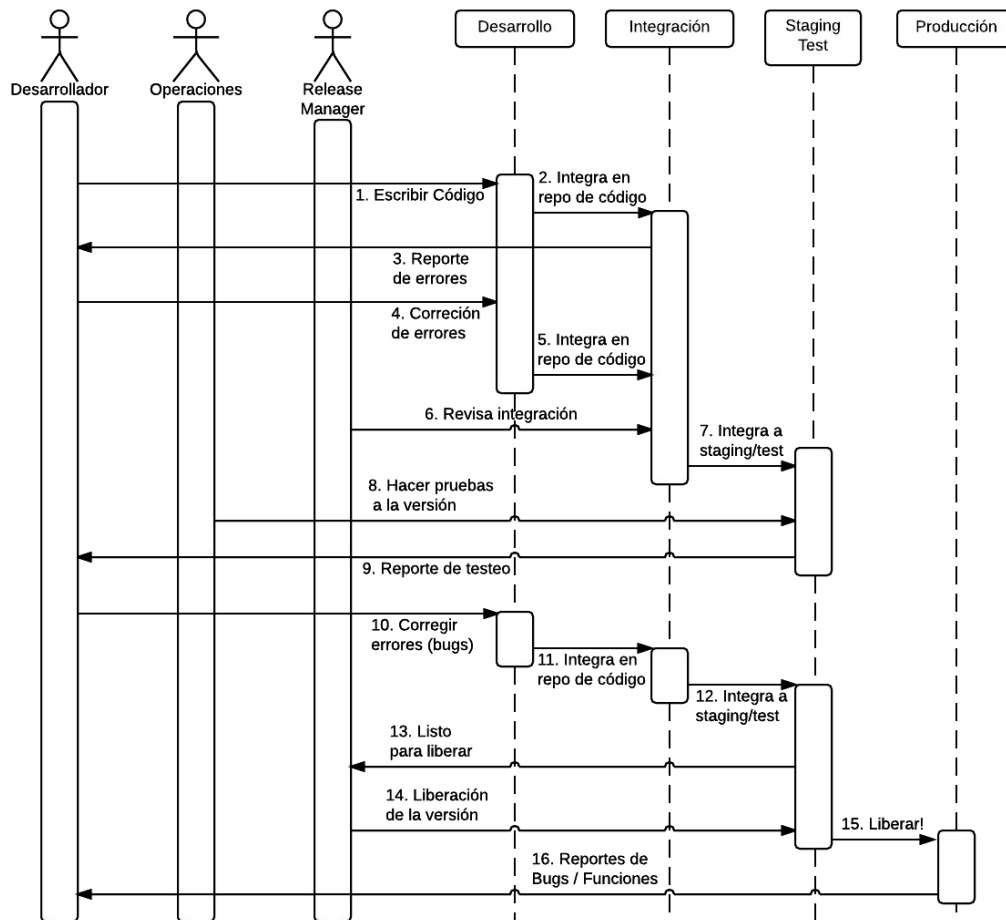 Desarrollo
Integración
Staging
Test
Producción
Desarrollador
Operaciones
Release
Manager
1. Escribir Código
2. Integra en
repo de código
3. Reporte
de errores
4. Correción
de errores
5. Integra en
repo de código
6. Revisa integración
7. Integra a
staging/test
8. Hacer pruebas
a la versión
9. Reporte de testeo
10. Corregir
errores (bugs)
11. Integra en
repo de código
12. Integra a
staging/test
13. Listo
para liberar
14. Liberación
de la versión
15. Liberar!
16. Reportes de
Bugs / Funciones